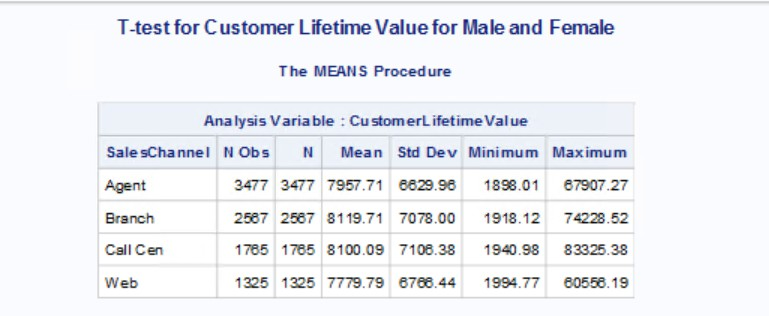 T-test for Customer Lifetime Value for Male and Female
The MEANS Procedure
Analysis Variable : CustomerLifetimeValue
SalesChannel N Obs N Mean Std Dev Minimum Maximum
Agent 3477 3477 7957.71 6629.96 1898.01 67907.27
Branch 2567 2567 8119.71 7078.00 1918.12 74228.52
Call Cen 1765 1765 8100.09 7106.38 1940.98 83325.38
Web 1325 1325 7779.79 6766.44 1994.77 60556.19